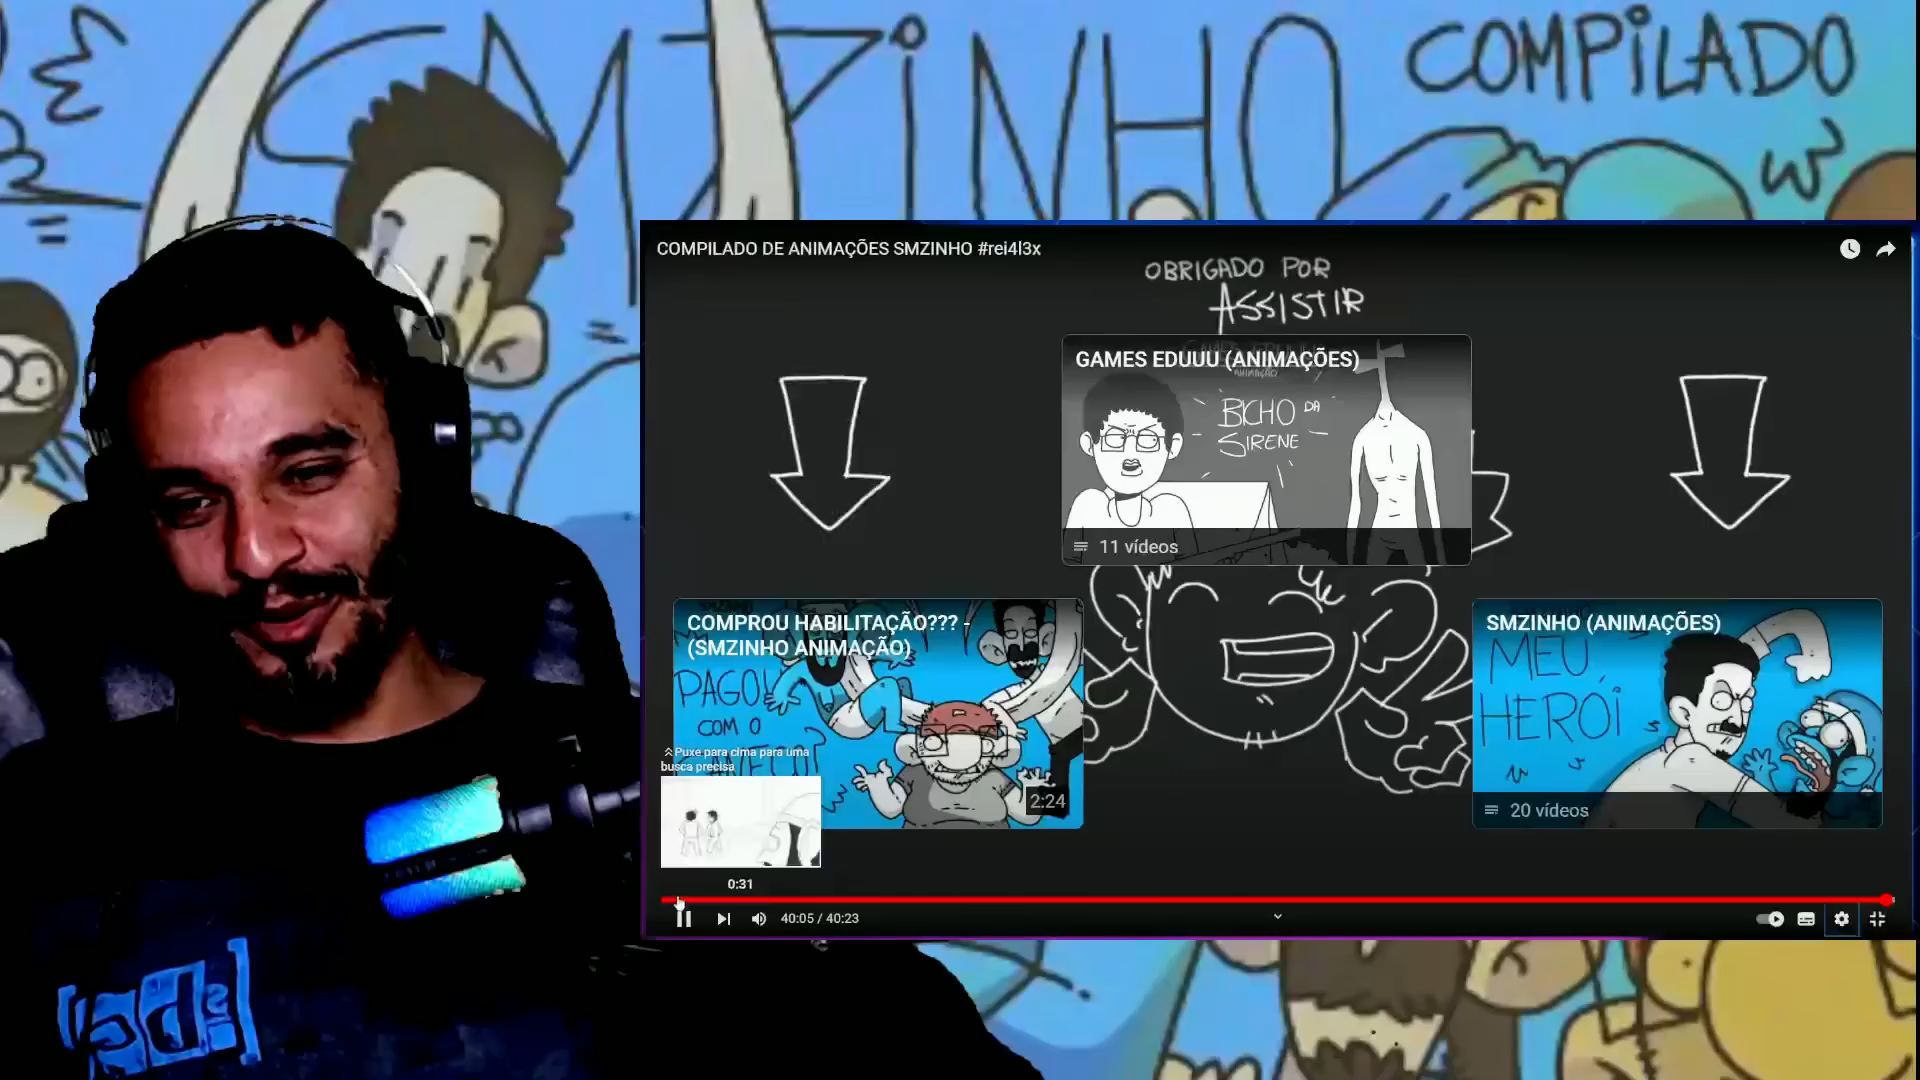 SMZINHO COMPILADO
COMPILADO DE ANIMAÇÕES SMZINHO #rei4l3x
OBRIGADO POR
ASSISTIR
GAMES EDUUU (ANIMAÇÕES)
BICHO DA
SIRENE
11 vídeos
COMPROU HABILITAÇÃO??? -
(SMZINHO ANIMAÇÃO)
PAGOU
COM O
2:24
SMZINHO (ANIMAÇÕES)
MEU
HERÓI
20 vídeos
Puxe para cima para uma
busca precisa
0:31
40:05 / 40:23